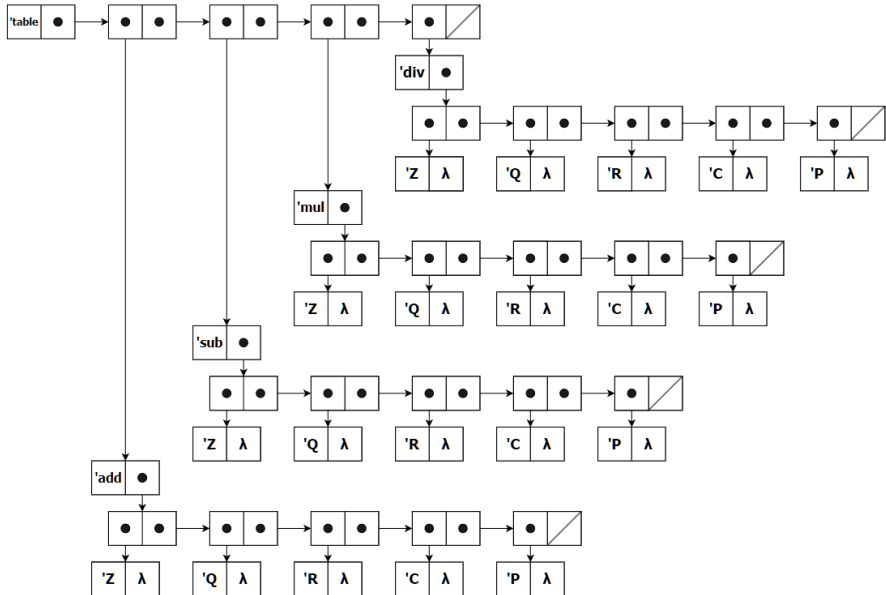 'table
'div
'Z λ 'Q λ 'R λ 'C λ 'P λ
'mul
'Z λ 'Q λ 'R λ 'C λ 'P λ
'sub
'Z λ 'Q λ 'R λ 'C λ 'P λ
'add
'Z λ 'Q λ 'R λ 'C λ 'P λ